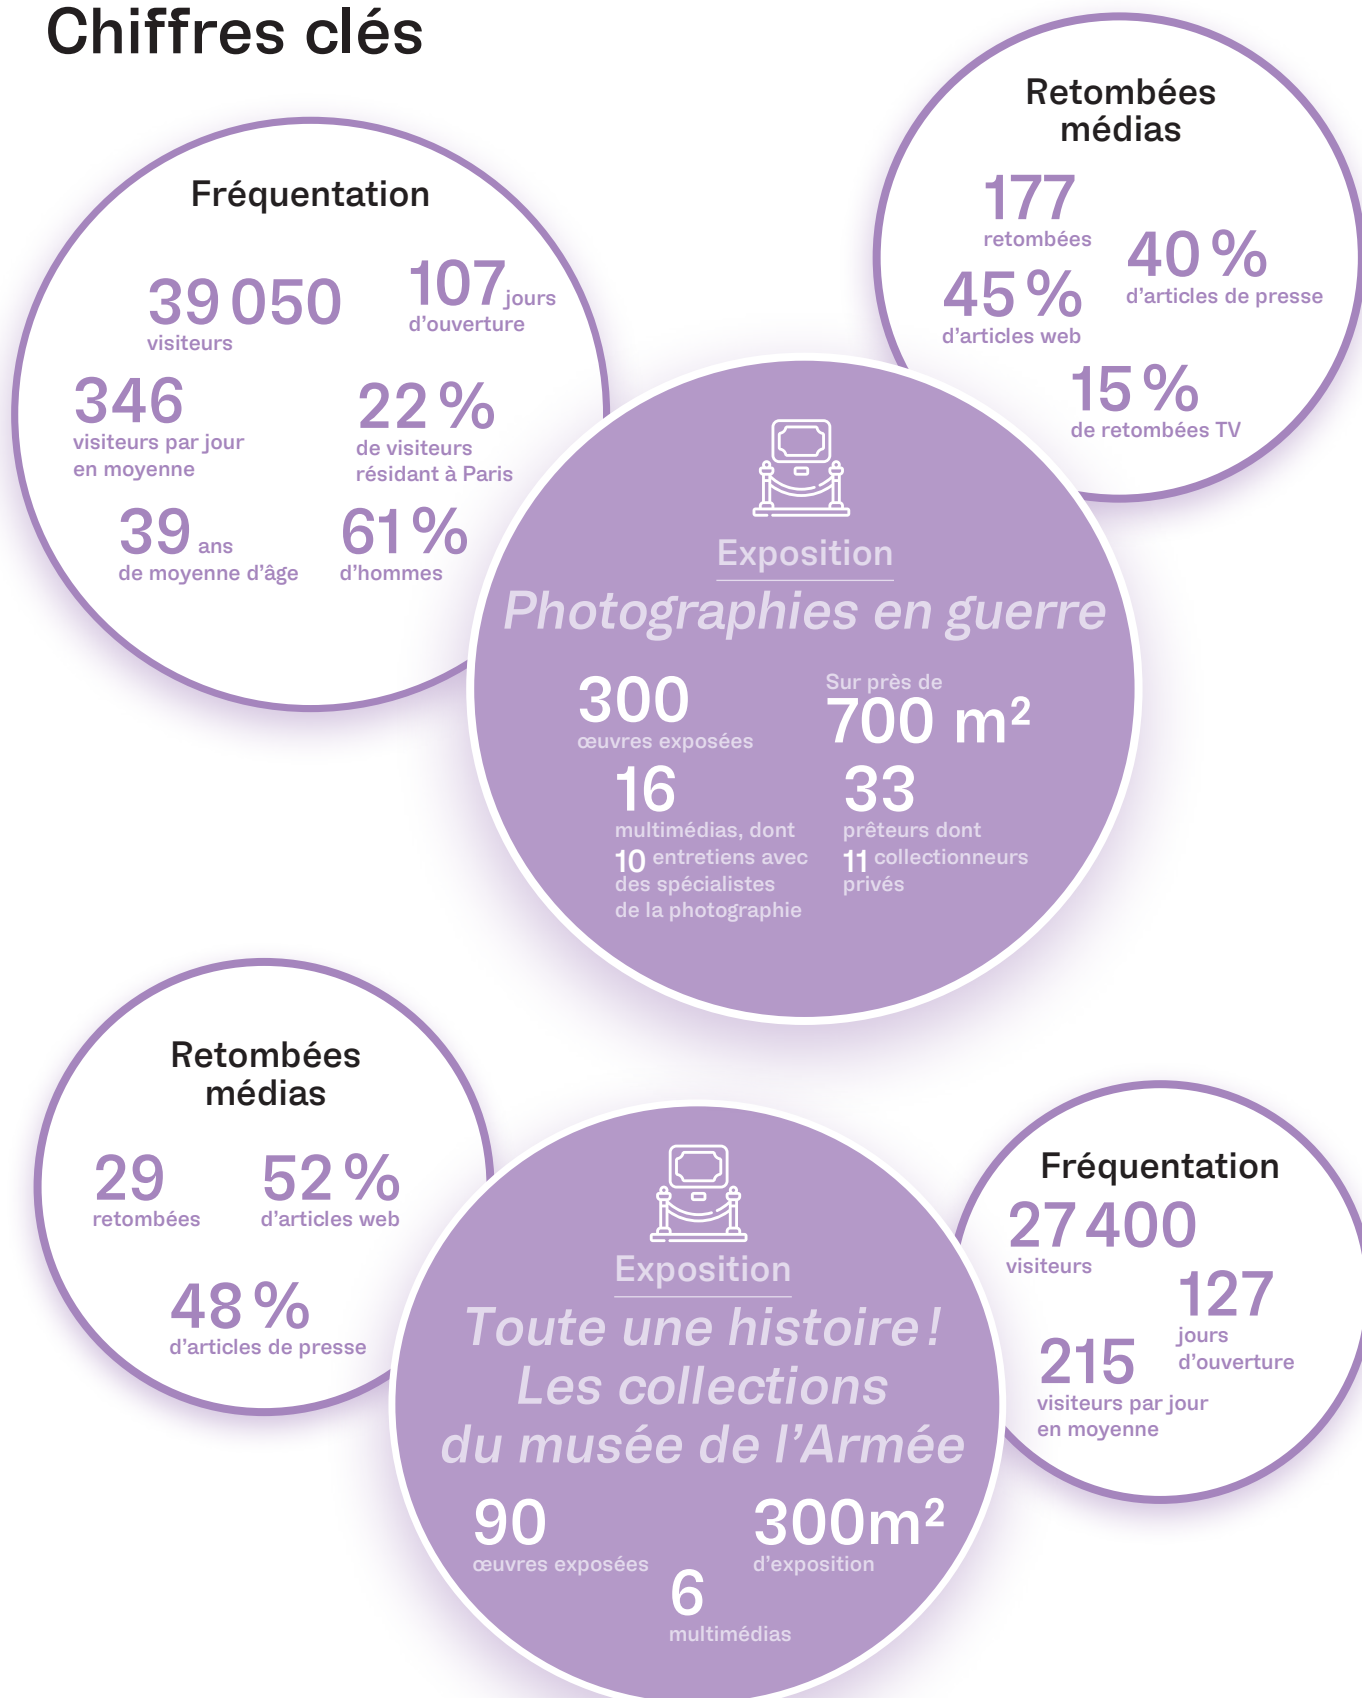 Chiffres clés
Fréquentation
39 050
visiteurs
107 jours
d'ouverture
346
visiteurs par jour
en moyenne
22 %
de visiteurs
résidant à Paris
39 ans
de moyenne d'âge
61 %
d'hommes
Retombées
médias
177
retombées
40 %
d'articles de presse
45 %
d'articles web
15 %
de retombées TV
Exposition
Photographies en guerre
300
œuvres exposées
Sur près de
700 m²
16
multimédias, dont
10 entretiens avec
des spécialistes
de la photographie
33
prêteurs dont
11 collectionneurs
privés
Retombées
médias
29
retombées
52 %
d'articles web
48 %
d'articles de presse
Exposition
Toute une histoire !
Les collections
du musée de l'Armée
90
œuvres exposées
300m²
d'exposition
6
multimédias
Fréquentation
27 400
visiteurs
127
jours
d'ouverture
215
visiteurs par jour
en moyenne